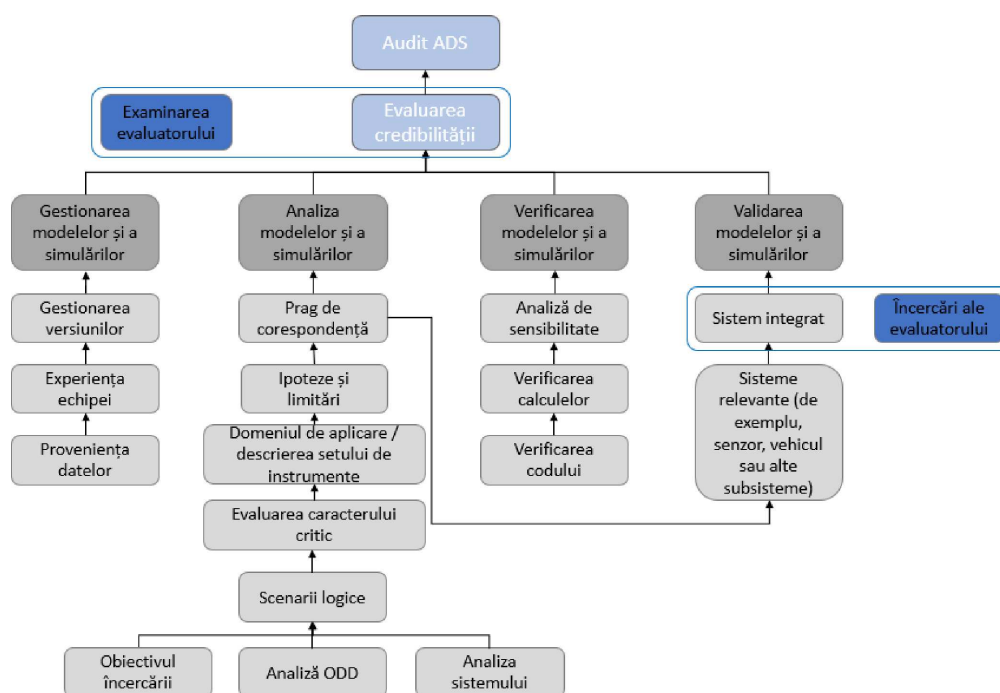 Audit ADS
Examinarea
evaluatorului
Evaluarea
credibilității
Gestionarea
modelelor și a
simulărilor
Analiza
modelelor și a
simulărilor
Verificarea
modelelor și a
simulărilor
Validarea
modelelor și a
simulărilor
Gestionarea
versiunilor
Prag de
corespondență
Analiză de
sensibilitate
Sistem integrat
Încercări ale
evaluatorului
Experiența
echipei
Ipoteze și
limitări
Verificarea
calculelor
Sisteme
relevante (de
exemplu,
senzor, vehicul
sau alte
subsisteme)
Proveniența
datelor
Domeniul de aplicare /
descrierea setului de
instrumente
Verificarea
codului
Evaluarea caracterului
critic
Scenarii logice
Obiectivul
încercării
Analiză ODD
Analiza
sistemului